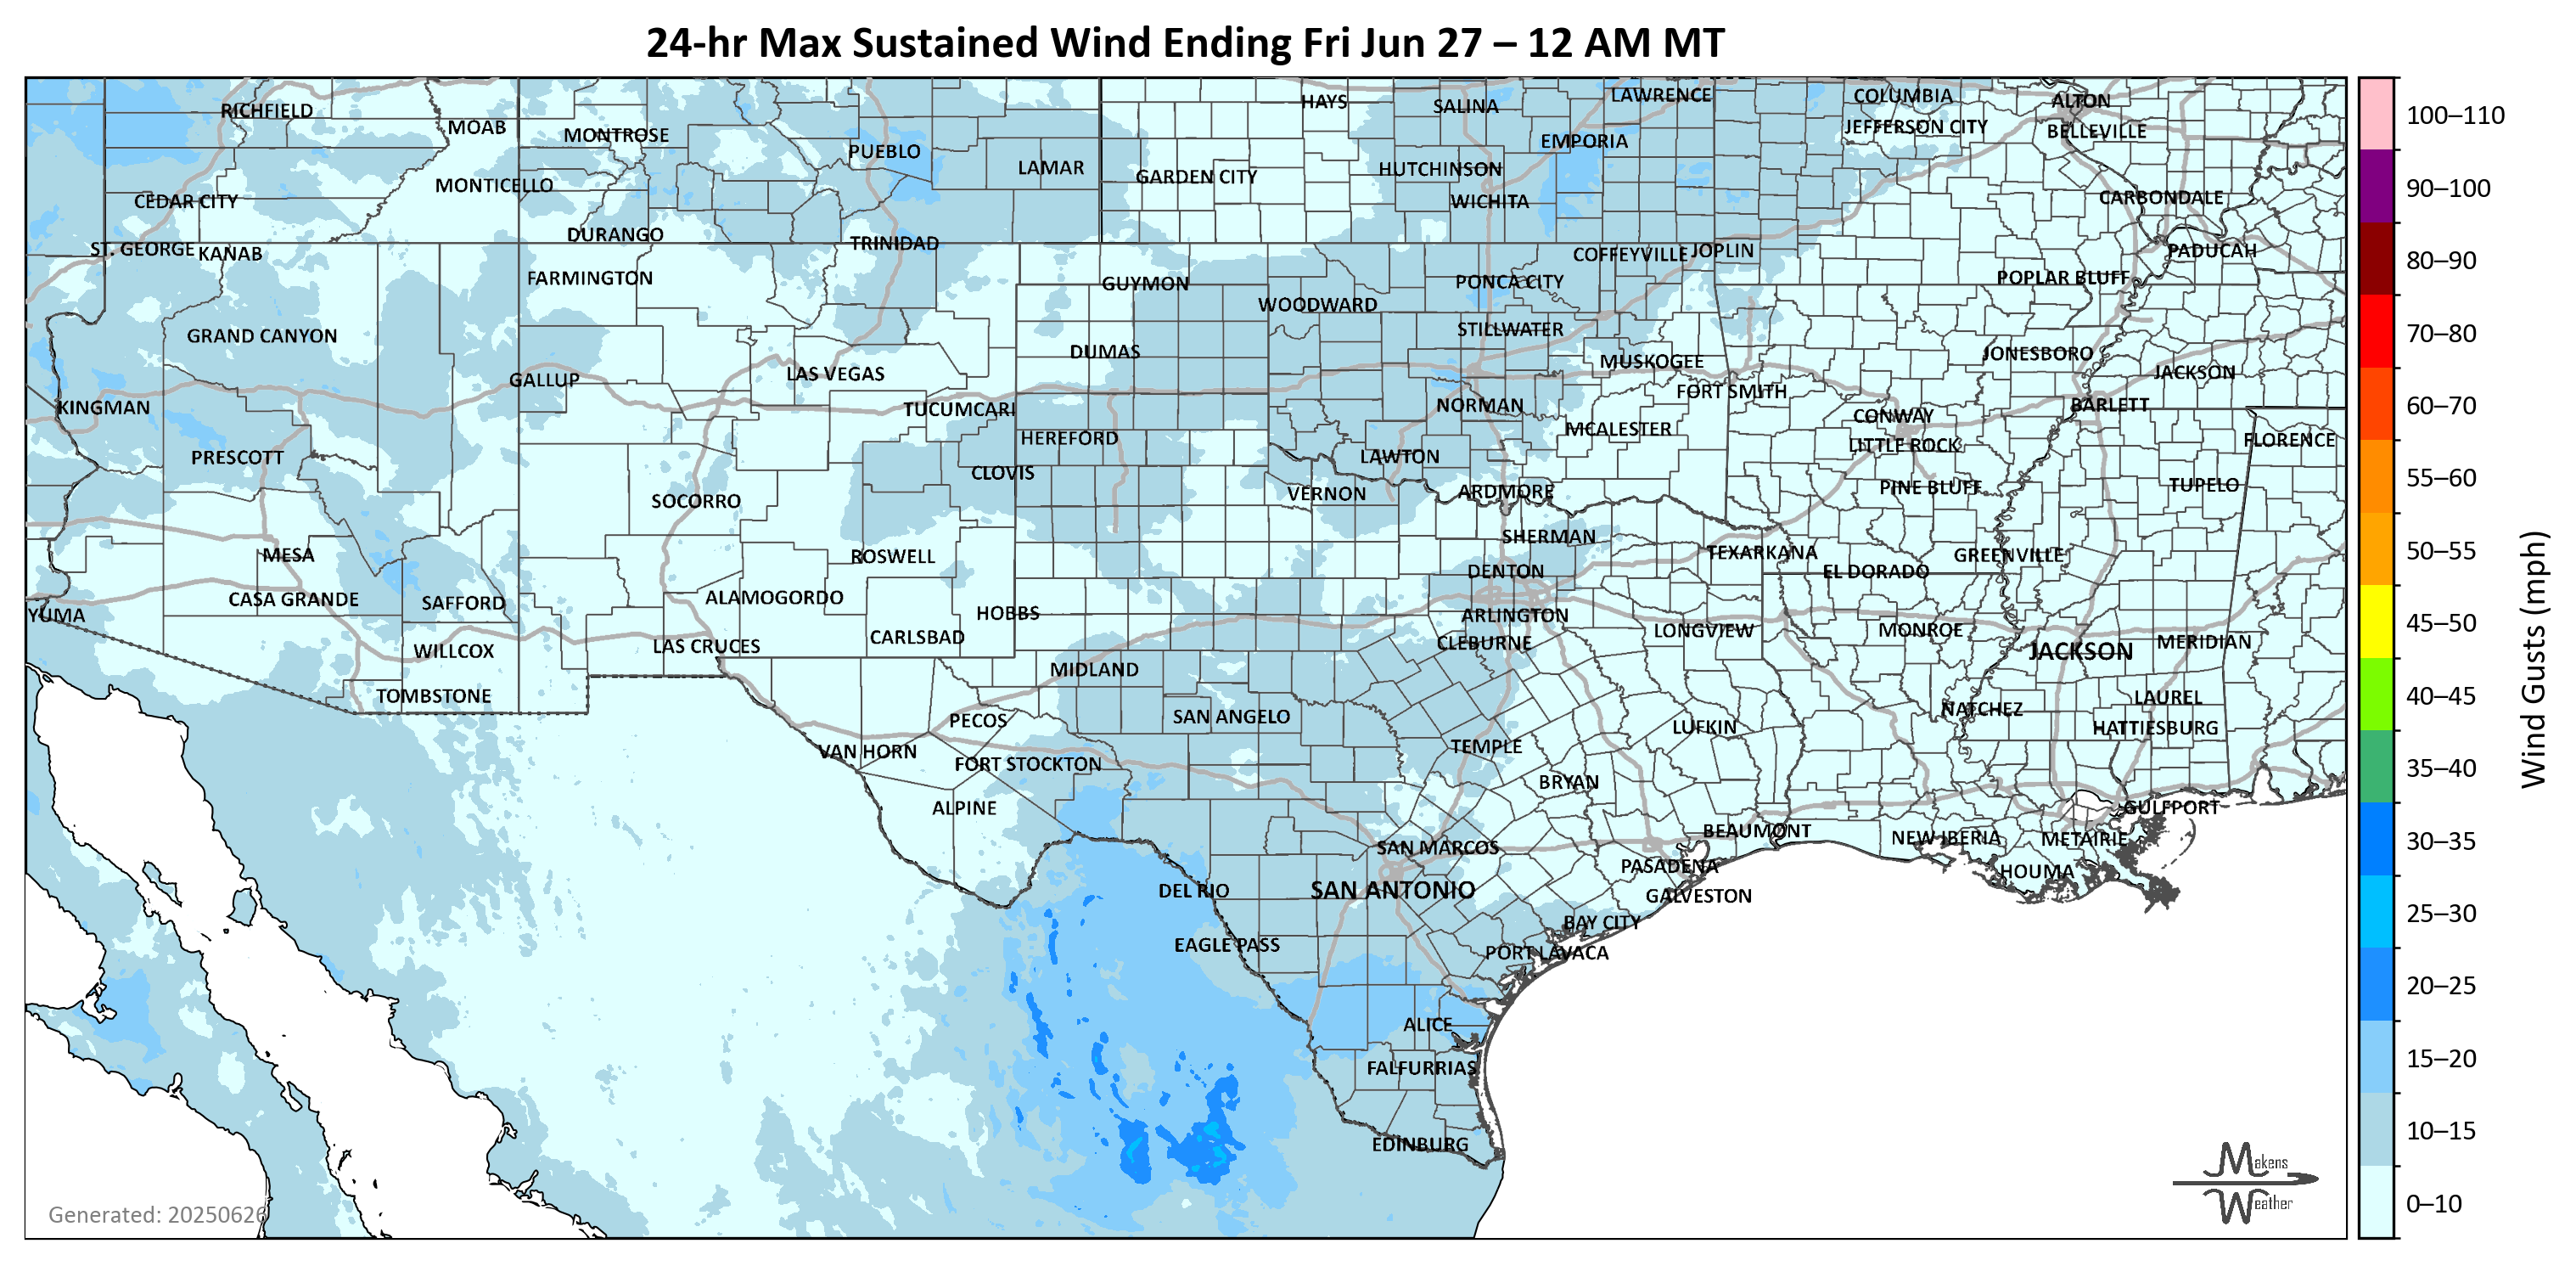 24-hr Max Sustained Wind Ending Fri Jun 27 – 12 AM MT
RICHFIELD
MOAB
MONTROSE
PUEBLO
LAMAR
GARDEN CITY
HAYS
SALINA
LAWRENCE
COLUMBIA
ALTON
JEFFERSON CITY
BELLEVILLE
EMPORIA
HUTCHINSON
WICHITA
CEDAR CITY
MONTICELLO
CARBONDALE
ST. GEORGE
KANAB
DURANGO
TRINIDAD
COFFEYVILLE
JOPLIN
PADUCAH
FARMINGTON
GUYMON
WOODWARD
PONCA CITY
POPLAR BLUFF
GRAND CANYON
DUMAS
STILLWATER
MUSKOGEE
JONESBORO
GALLUP
LAS VEGAS
FORT SMITH
JACKSON
KINGMAN
TUCUMCARI
NORMAN
CONWAY
BARLETT
HEREFORD
MCALESTER
LITTLE ROCK
FLORENCE
PRESCOTT
CLOVIS
LAWTON
SOCORRO
VERNON
ARDMORE
PINE BLUFF
TUPELO
MESA
ROSWELL
SHERMAN
TEXARKANA
GREENVILLE
DENTON
EL DORADO
YUMA
CASA GRANDE
SAFFORD
ALAMOGORDO
HOBBS
ARLINGTON
WILLCOX
LAS CRUCES
CARLSBAD
CLEBURNE
LONGVIEW
MONROE
JACKSON
MERIDIAN
TOMBSTONE
MIDLAND
PECOS
SAN ANGELO
LUFKIN
NATCHEZ
LAUREL
HATTIESBURG
VAN HORN
FORT STOCKTON
TEMPLE
BRYAN
ALPINE
GULFPORT
SAN MARCOS
BEAUMONT
NEW IBERIA
METAIRIE
PASADENA
HOUMA
DEL RIO
SAN ANTONIO
GALVESTON
EAGLE PASS
BAY CITY
PORT LAVACA
ALICE
FALFURRIAS
EDINBURG
Generated: 20250626
Makens
Weather
100–110
90–100
80–90
70–80
60–70
55–60
50–55
45–50
40–45
35–40
30–35
25–30
20–25
15–20
10–15
0–10
Wind Gusts (mph)